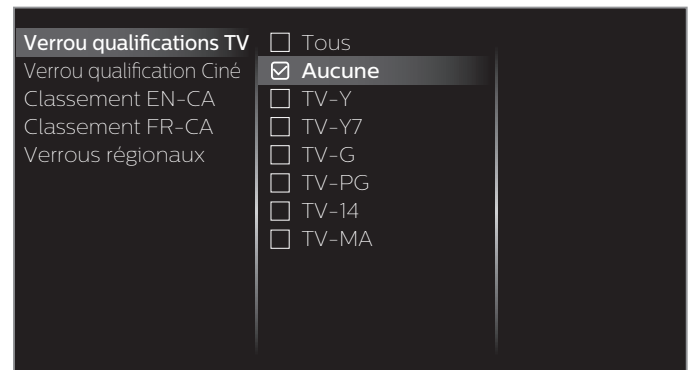 Verrou qualifications TV
Verrou qualification Ciné
Classement EN-CA
Classement FR-CA
Verrous régionaux
Tous
Aucune
TV-Y
TV-Y7
TV-G
TV-PG
TV-14
TV-MA